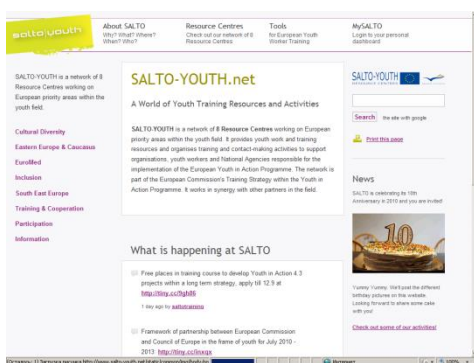 salto-youth
About SALTO
Why? What? Where?
When? Who?
Resource Centres
Check out our network of 8
Resource Centres
Tools
for European Youth
Worker Training
MySALTO
Login to your personal
dashboard
SALTO-YOUTH is a network of 8
Resource Centres working on
European priority areas within the
youth field.
Cultural Diversity
Eastern Europe & Caucasus
EuroMed
Inclusion
South East Europe
Training & Cooperation
Participation
Information
SALTO-YOUTH.net
A World of Youth Training Resources and Activities
SALTO-YOUTH is a network of 8 Resource Centres working on European
priority areas within the youth field. It provides youth work and training
resources and organises training and contact-making activities to support
organisations, youth workers and National Agencies responsible for the
implementation of the European Youth in Action Programme. The network is
part of the European Commission's Training Strategy within the Youth in
Action Programme. It works in synergy with other partners in the field.
What is happening at SALTO
Free places in training course to develop Youth in Action 4.3
projects within a long term strategy, apply till 12.9 at
http://tiny.cc/9gh86
1 day ago by saltotraining
Framework of partnership between European Commission
and Council of Europe in the frame of youth for July 2010 -
2013:
SALTO-YOUTH
Search the site with google
Print this page
News
SALTO is celebrating its 10th
Anniversary in 2010 and you are invited!
10
Yummy Yummy. We'll post the different
birthday pictures on this website.
Looking forward to share some cake
with you!
Check out some of our activities!
100%